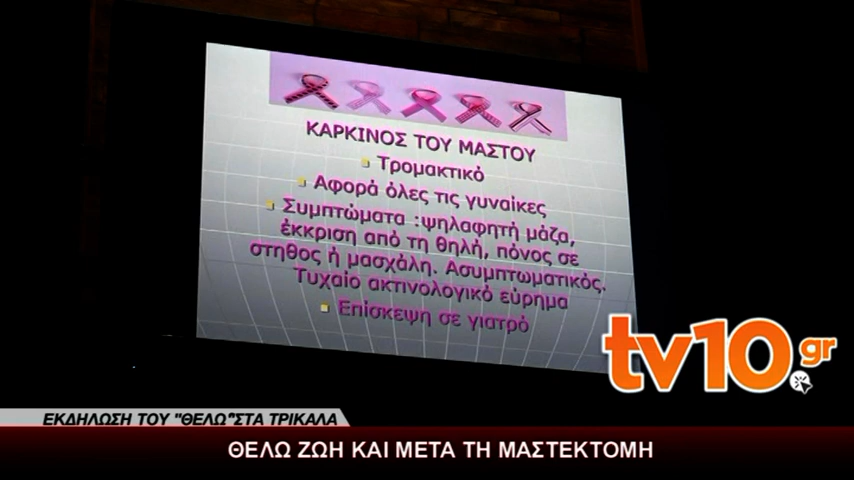 ΚΑΡΚΙΝΟΣ ΤΟΥ ΜΑΣΤΟΥ
Τρομακτικό
Αφορά όλες τις γυναίκες
Συμπτώματα :ψηλαφητή μάζα,
έκκριση από τη θηλή, πόνος σε
στηθος ή μασχάλη. Ασυμπτωματικός.
Τυχαίο ακτινολογικό εύρημα
Επίσκεψη σε γιατρό
tv10.gr
ΕΚΔΗΛΩΣΗ ΤΟΥ "ΘΕΛΩ"ΣΤΑ ΤΡΙΚΑΛΑ
ΘΕΛΩ ΖΩΗ ΚΑΙ ΜΕΤΑ ΤΗ ΜΑΣΤΕΚΤΟΜΗ